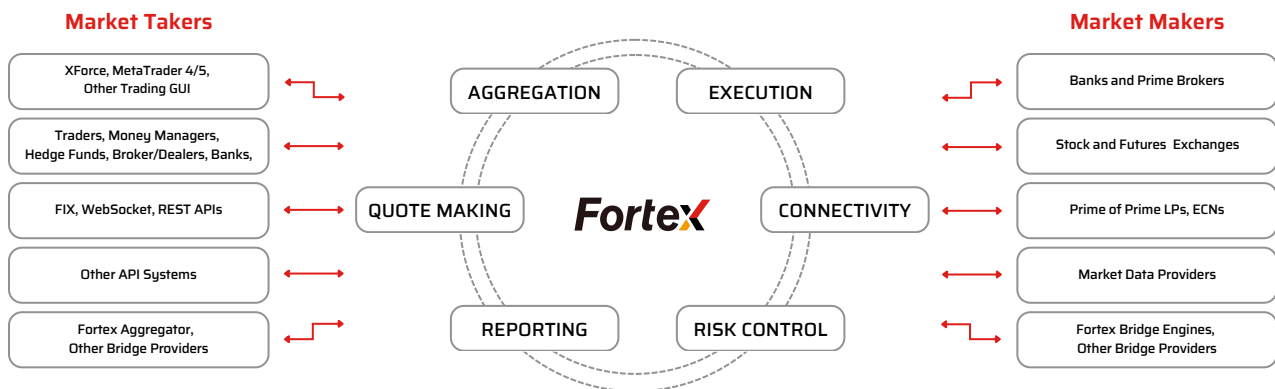 Market Takers
XForce, MetaTrader 4/5,
Other Trading GUI
Traders, Money Managers,
Hedge Funds, Broker/Dealers, Banks,
FIX, WebSocket, REST APIs
Other API Systems
Fortex Aggregator,
Other Bridge Providers
AGGREGATION
EXECUTION
QUOTE MAKING
Fortex
CONNECTIVITY
REPORTING
RISK CONTROL
Market Makers
Banks and Prime Brokers
Stock and Futures Exchanges
Prime of Prime LPs, ECNs
Market Data Providers
Fortex Bridge Engines,
Other Bridge Providers